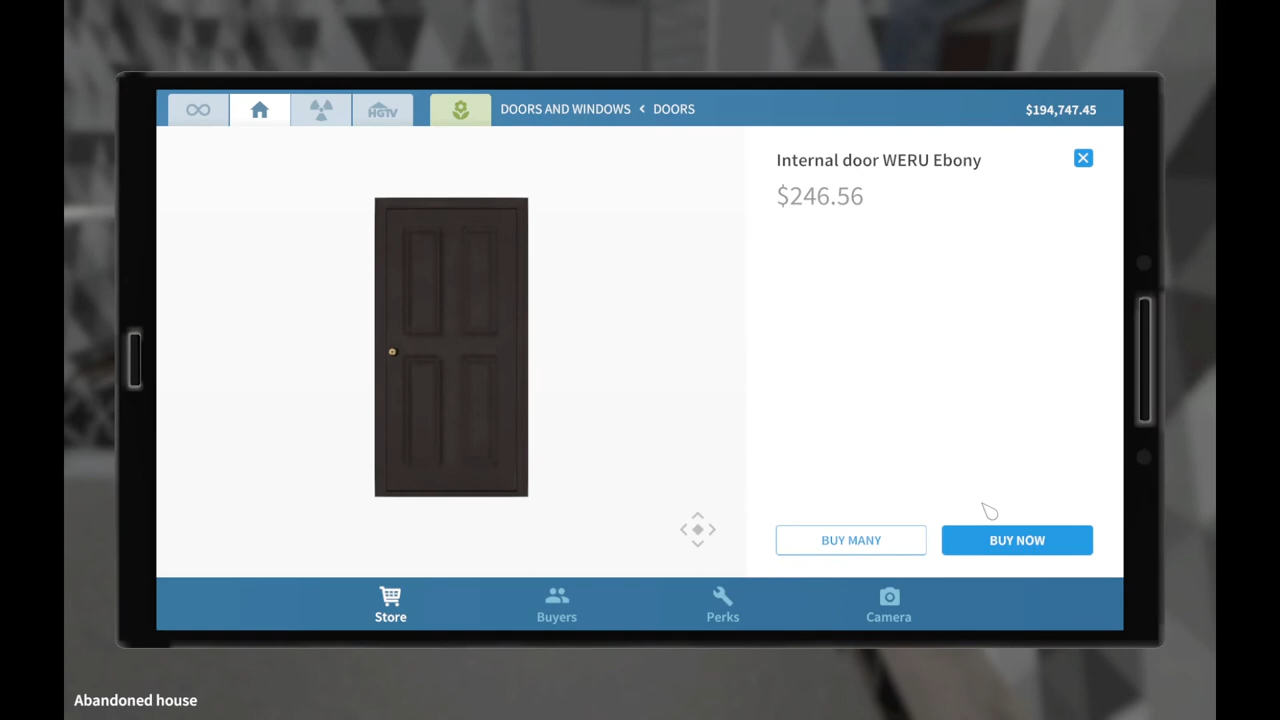 HGTV
DOORS AND WINDOWS < DOORS
$194,747.45
Internal door WERU Ebony
$246.56
BUY MANY
BUY NOW
Store
Buyers
Perks
Camera
Abandoned house